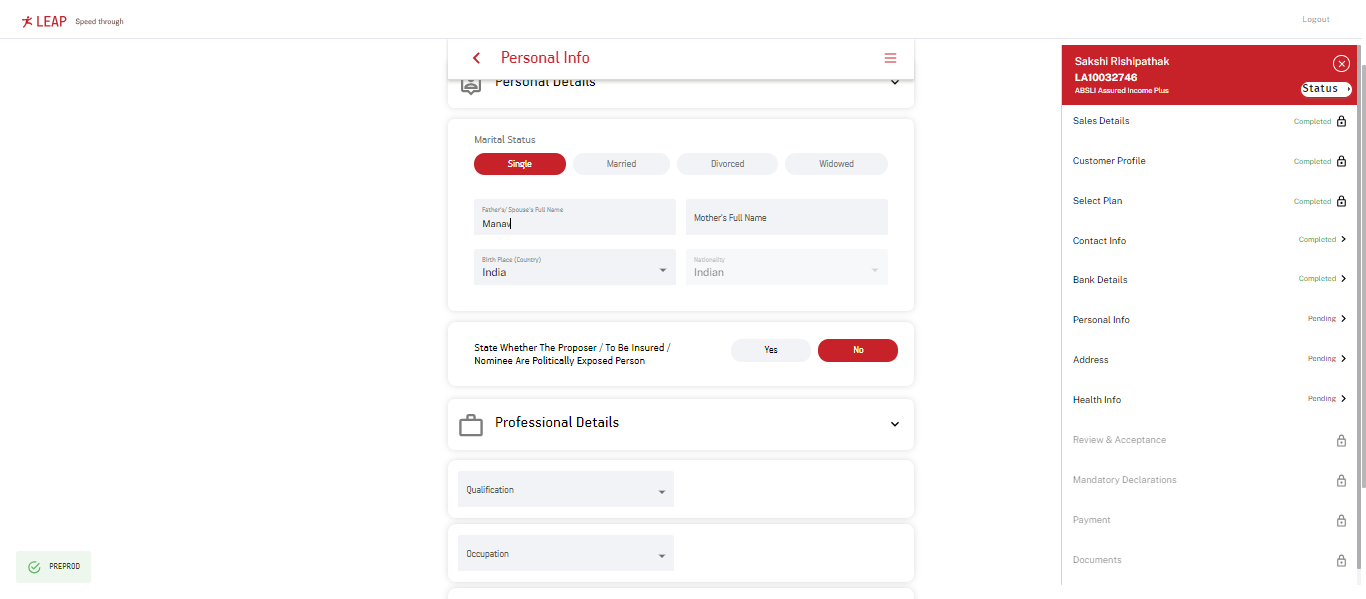 LEAP Speed through
Logout
Personal Info
Personal Details
Marital Status
Single Married Divorced Widowed
Father's/ Spouse's Full Name
Manav
Mother's Full Name
Birth Place (Country)
India
Nationality
Indian
State Whether The Proposer / To Be Insured /
Nominee Are Politically Exposed Person
Yes No
Professional Details
Qualification
Occupation
PREPROD
Sakshi Rishipathak
LA10032746
ABSLI Assured Income Plus
Status
Sales Details Completed
Customer Profile Completed
Select Plan Completed
Contact Info Completed
Bank Details Completed
Personal Info Pending
Address Pending
Health Info Pending
Review & Acceptance
Mandatory Declarations
Payment
Documents